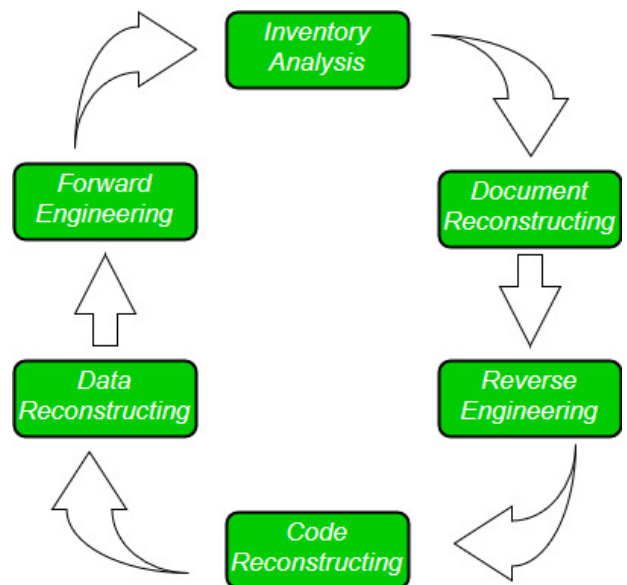 Inventory
Analysis
Forward
Engineering
Document
Reconstructing
Data
Reconstructing
Reverse
Engineering
Code
Reconstructing